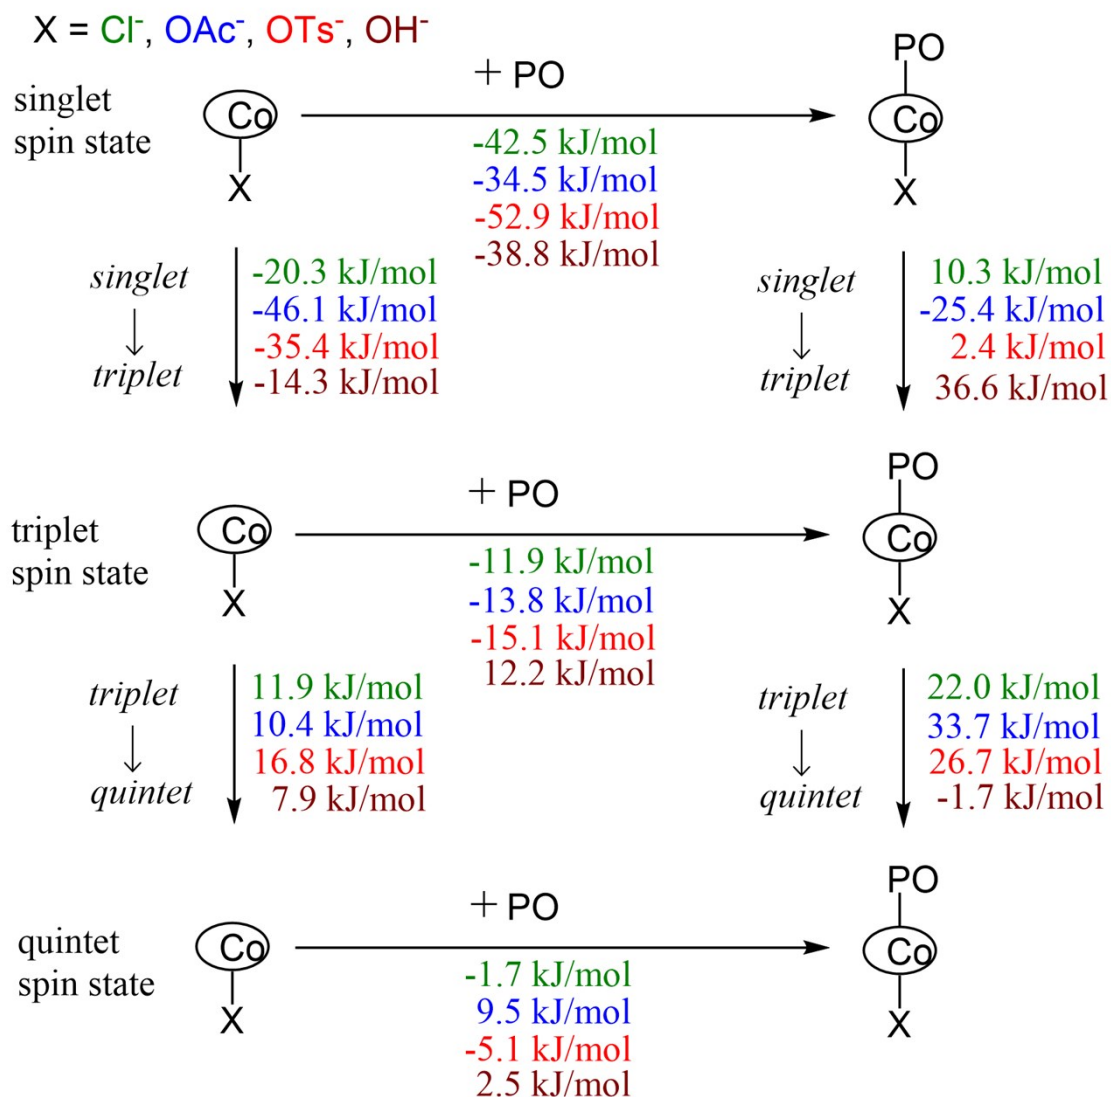 X = Cl⁻, OAc⁻, OTs⁻, OH⁻
PO
singlet
spin state
Co
X
+ PO
-42.5 kJ/mol
-34.5 kJ/mol
-52.9 kJ/mol
-38.8 kJ/mol
Co
X
singlet
↓
triplet
-20.3 kJ/mol
-46.1 kJ/mol
-35.4 kJ/mol
-14.3 kJ/mol
singlet
↓
triplet
10.3 kJ/mol
-25.4 kJ/mol
2.4 kJ/mol
36.6 kJ/mol
PO
triplet
spin state
Co
X
+ PO
-11.9 kJ/mol
-13.8 kJ/mol
-15.1 kJ/mol
12.2 kJ/mol
Co
X
triplet
↓
quintet
11.9 kJ/mol
10.4 kJ/mol
16.8 kJ/mol
7.9 kJ/mol
triplet
↓
quintet
22.0 kJ/mol
33.7 kJ/mol
26.7 kJ/mol
-1.7 kJ/mol
PO
quintet
spin state
Co
X
+ PO
-1.7 kJ/mol
9.5 kJ/mol
-5.1 kJ/mol
2.5 kJ/mol
Co
X